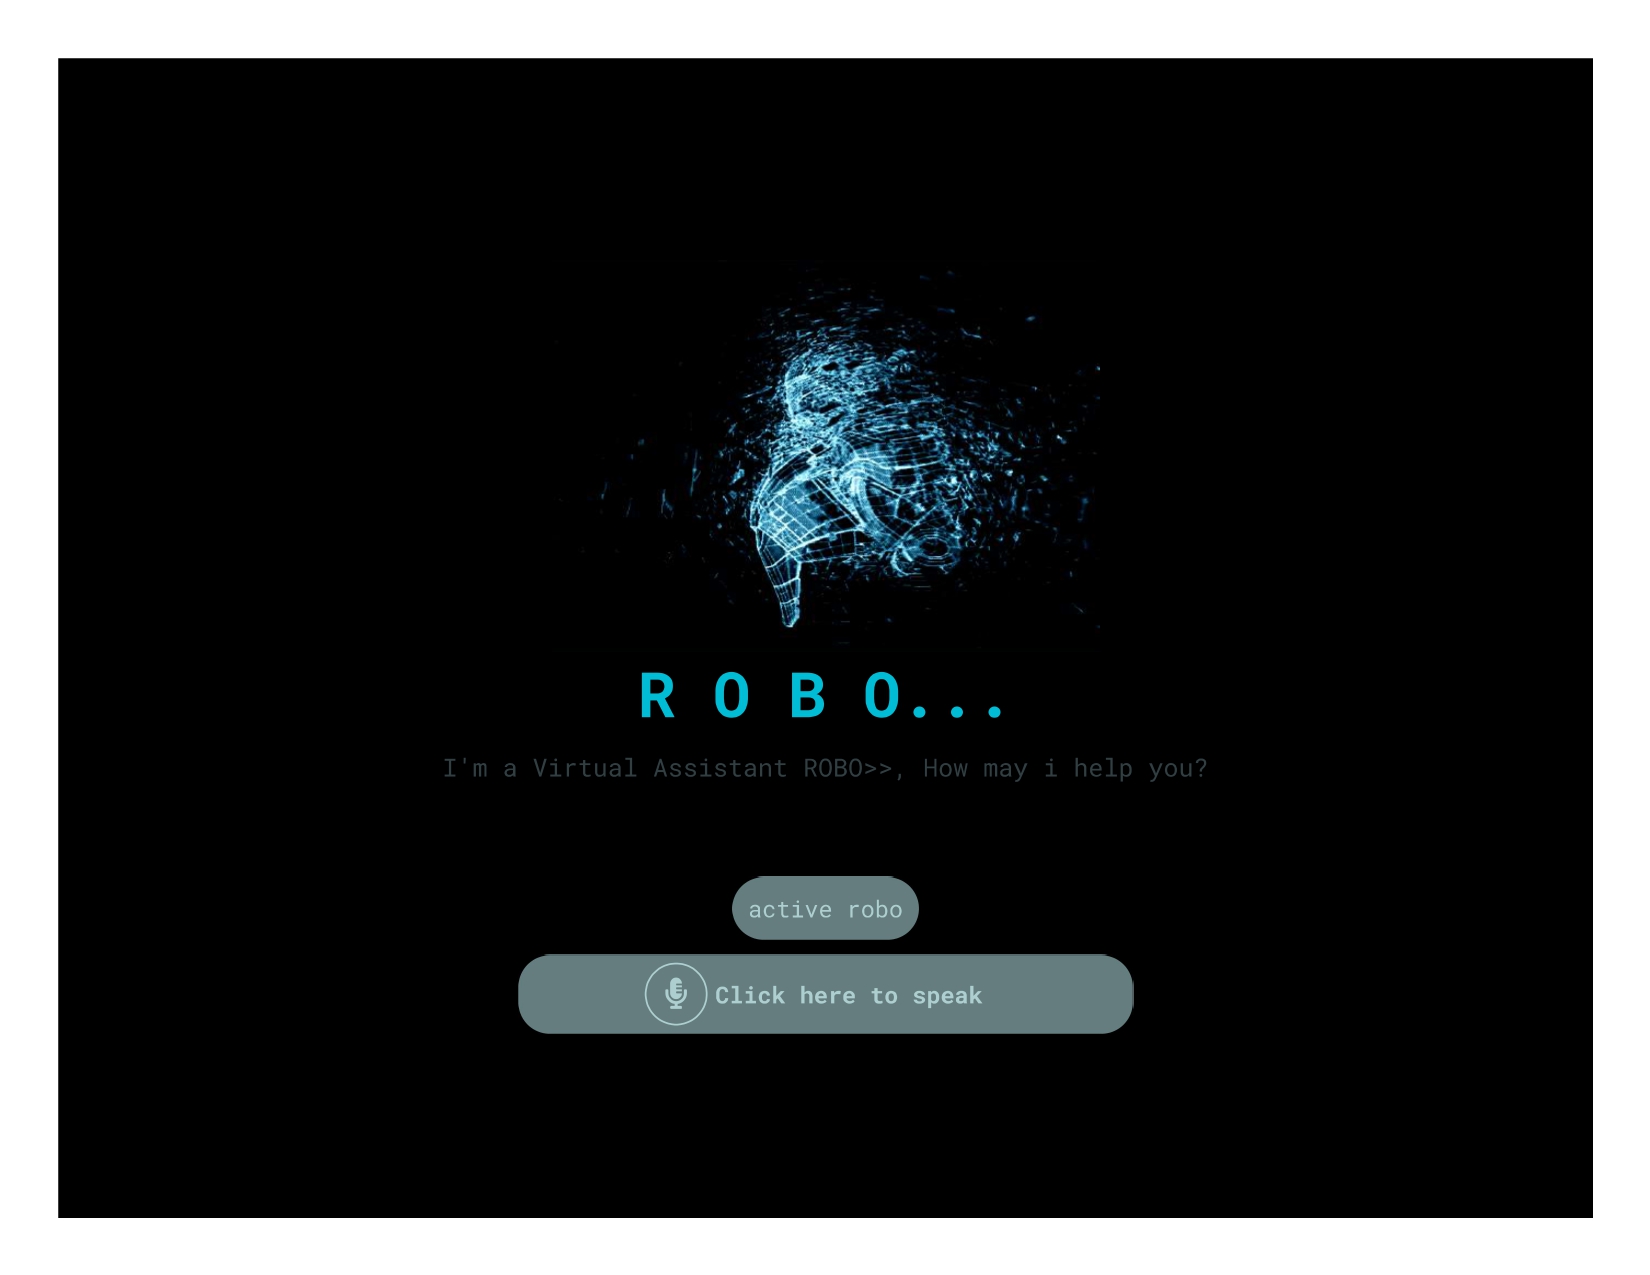 R O B O...
I'm a Virtual Assistant ROBO>>, How may i help you?
active robo
Click here to speak